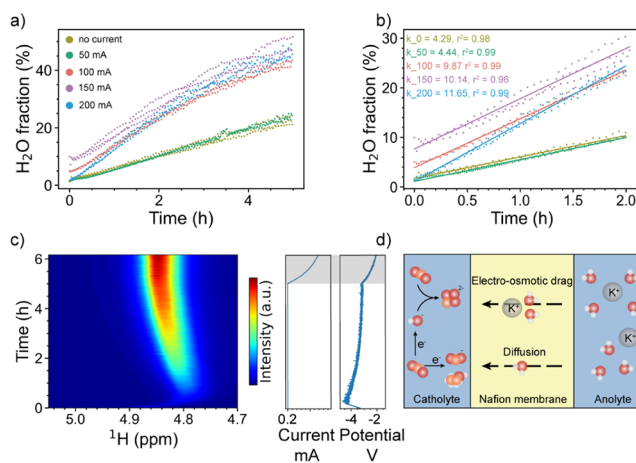 a)
no current
50 mA
100 mA
150 mA
200 mA
H2O fraction (%)
40
20
0
0 1 2 3 4 5
Time (h)
b)
k_0 = 4.29, r² = 0.98
k_50 = 4.44, r² = 0.99
k_100 = 9.87, r² = 0.99
k_150 = 10.14, r² = 0.96
k_200 = 11.65, r² = 0.99
H2O fraction (%)
30
20
10
0
0.0 0.5 1.0 1.5 2.0
Time (h)
c)
Time (h)
6
4
2
0
5.0 4.9 4.8 4.7
¹H (ppm)
Intensity (a.u.)
0.2 -4 -2
Current Potential
mA V
d)
Electro-osmotic drag
K⁺
K⁺
K⁺
e⁻
e⁻
Diffusion
Catholyte Nafion membrane Anolyte